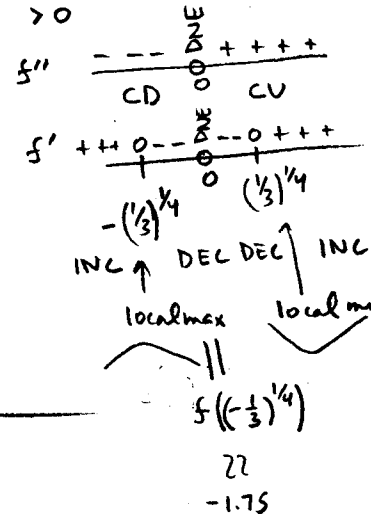 > 0
DNE
f'' - - - + + + +
0
CD CU
DNE
f' + ++ 0 - - - - 0 + + +
0
-(1/3)^1/4 (1/3)^1/4
INC DEC DEC INC
local max local m
||
f((-1/3)^1/4)
22
-1.75